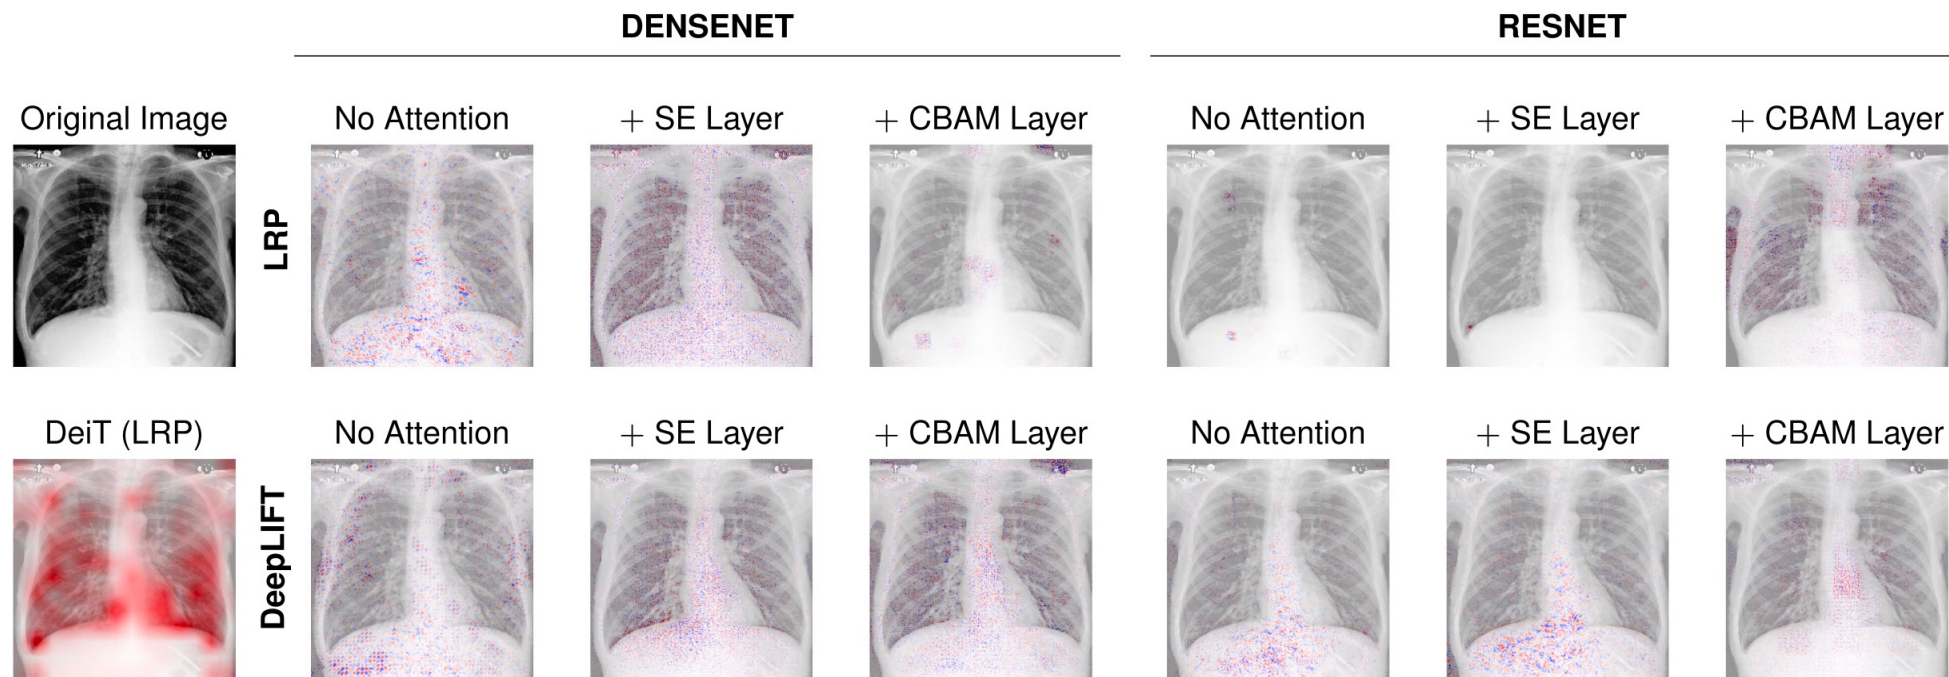 DENSENET
RESNET
Original Image
No Attention
+ SE Layer
+ CBAM Layer
No Attention
+ SE Layer
+ CBAM Layer
LRP
DeiT (LRP)
No Attention
+ SE Layer
+ CBAM Layer
No Attention
+ SE Layer
+ CBAM Layer
DeepLIFT